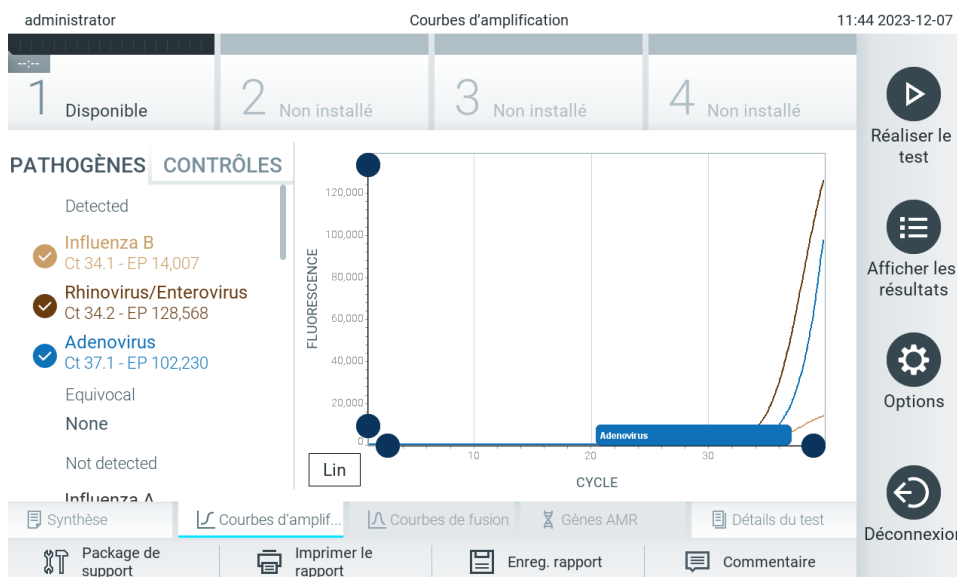 administrator
Courbes d'amplification
11:44 2023-12-07
--:--
1 Disponible
2 Non installé
3 Non installé
4 Non installé
Réaliser le
test
Afficher les
résultats
Options
Déconnexion
PATHOGÈNES CONTRÔLES
Detected
Influenza B
Ct 34.1 - EP 14,007
Rhinovirus/Enterovirus
Ct 34.2 - EP 128,568
Adenovirus
Ct 37.1 - EP 102,230
Equivocal
None
Not detected
Influenza A
FLUORESCENCE
120,000
100,000
80,000
60,000
40,000
20,000
0
Adenovirus
10
20
30
CYCLE
Lin
Synthèse
Courbes d'amplif...
Courbes de fusion
Gènes AMR
Détails du test
Package de
support
Imprimer le
rapport
Enreg. rapport
Commentaire